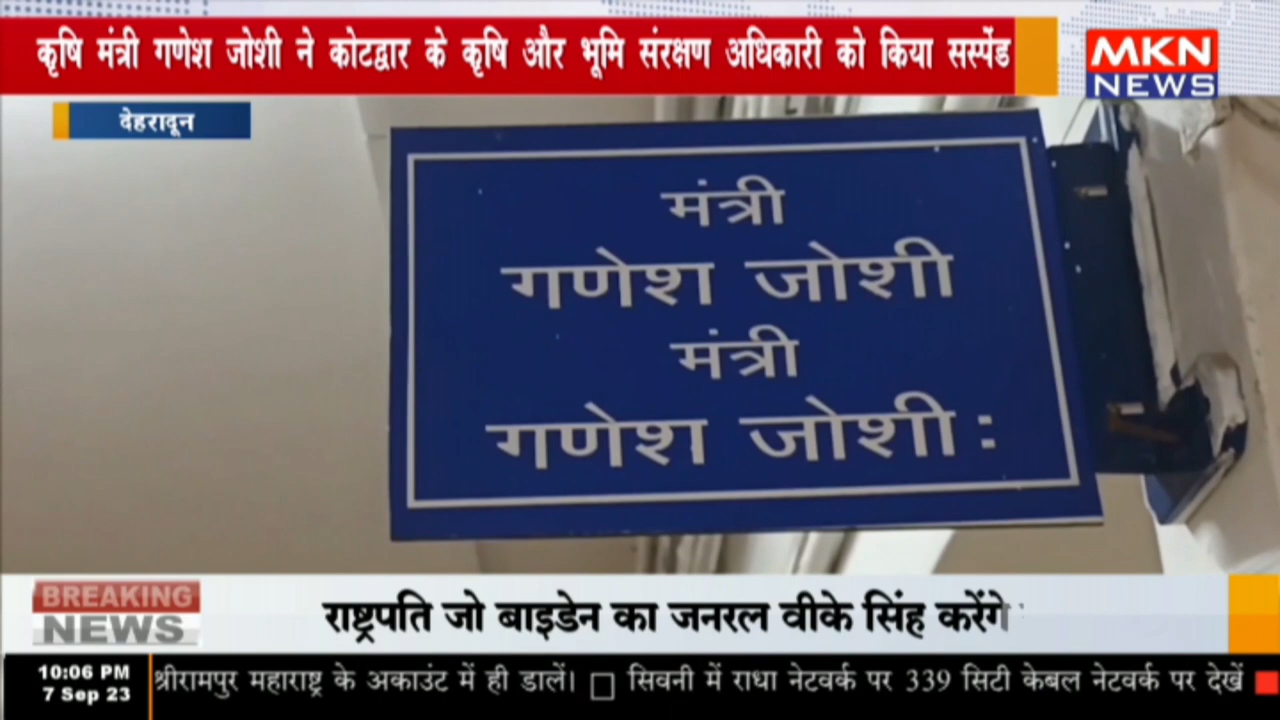 कृषि मंत्री गणेश जोशी ने कोटद्वार के कृषि और भूमि संरक्षण अधिकारी को किया सस्पेंड
MKN
NEWS
देहरादून
मंत्री
गणेश जोशी
मंत्री
गणेश जोशी :
BREAKING
NEWS
राष्ट्रपति जो बाइडेन का जनरल वीके सिंह करेंगे
10:06 PM
7 Sep 23
श्रीरामपुर महाराष्ट्र के अकाउंट में ही डालें। □ सिवनी में राधा नेटवर्क पर 339 सिटी केबल नेटवर्क पर देखें